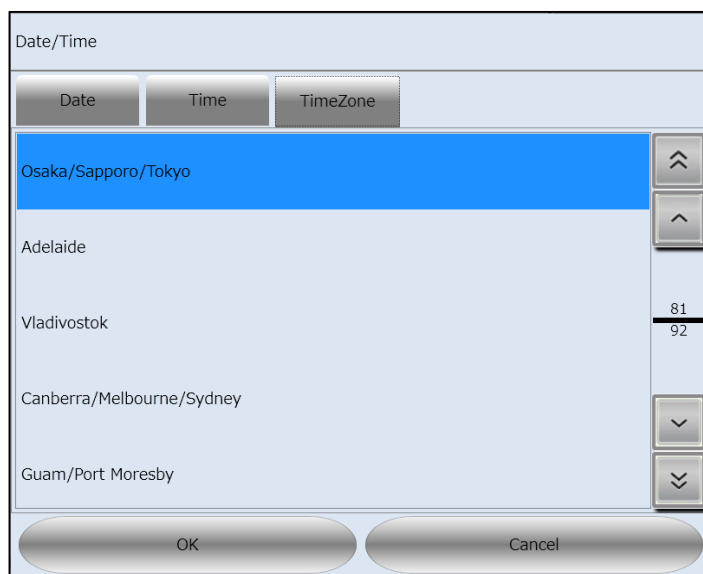 Date/Time
Date Time TimeZone
Osaka/Sapporo/Tokyo
Adelaide
Vladivostok
81
92
Canberra/Melbourne/Sydney
Guam/Port Moresby
OK Cancel